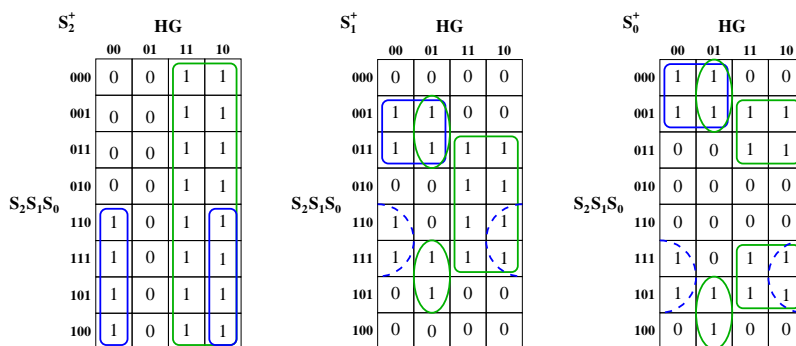 S₂⁺ HG
00 01 11 10
000 0 0 1 1
001 0 0 1 1
011 0 0 1 1
010 0 0 1 1
S₂S₁S₀
110 1 0 1 1
111 1 0 1 1
101 1 0 1 1
100 1 0 1 1
S₁⁺ HG
00 01 11 10
000 0 0 0 0
001 1 1 0 0
011 1 1 1 1
010 0 0 1 1
S₂S₁S₀
110 1 0 1 1
111 1 1 1 1
101 0 1 0 0
100 0 0 0 0
S₀⁺ HG
00 01 11 10
000 1 1 0 0
001 1 1 1 1
011 0 0 1 1
010 0 0 0 0
S₂S₁S₀
110 0 0 0 0
111 1 0 1 1
101 1 1 1 1
100 0 1 0 0